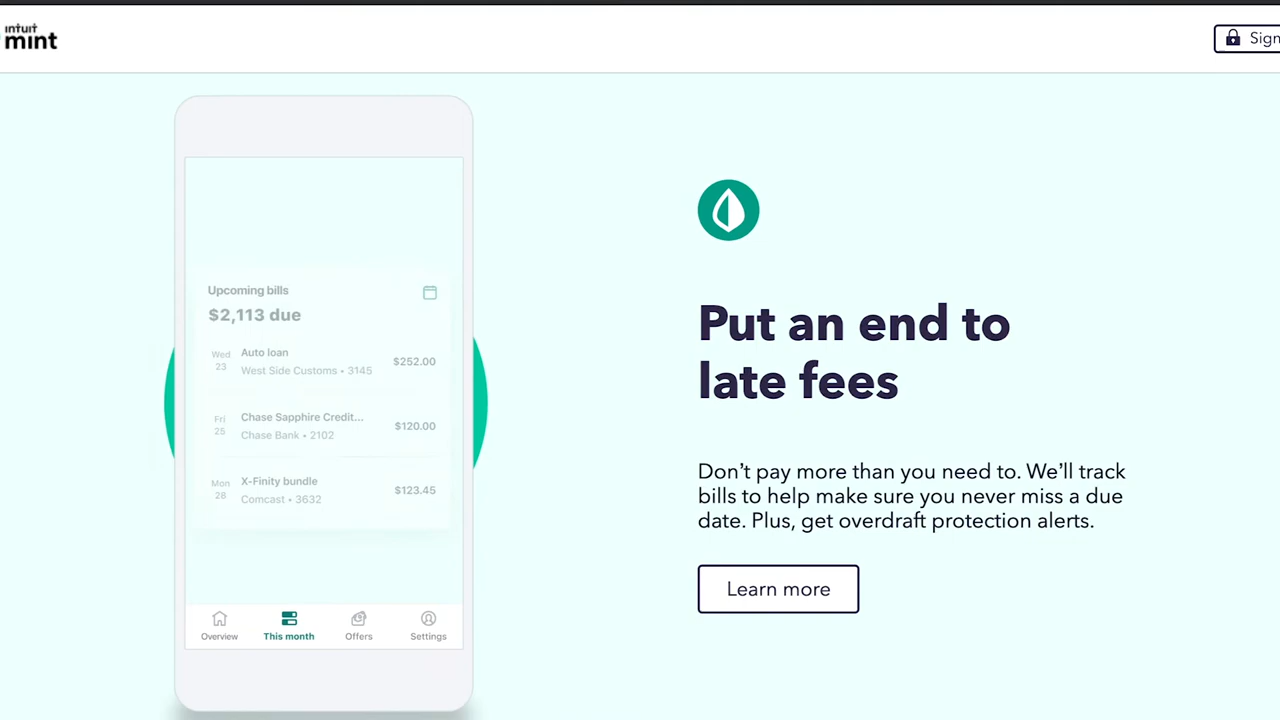 ıntuıt
mint
Sign
Upcoming bills
$2,113 due
Wed
23
Auto loan
West Side Customs • 3145
$252.00
Fri
25
Chase Sapphire Credit...
Chase Bank • 2102
$120.00
Mon
28
X-Finity bundle
Comcast • 3632
$123.45
Overview
This month
Offers
Settings
Put an end to
late fees
Don’t pay more than you need to. We’ll track
bills to help make sure you never miss a due
date. Plus, get overdraft protection alerts.
Learn more